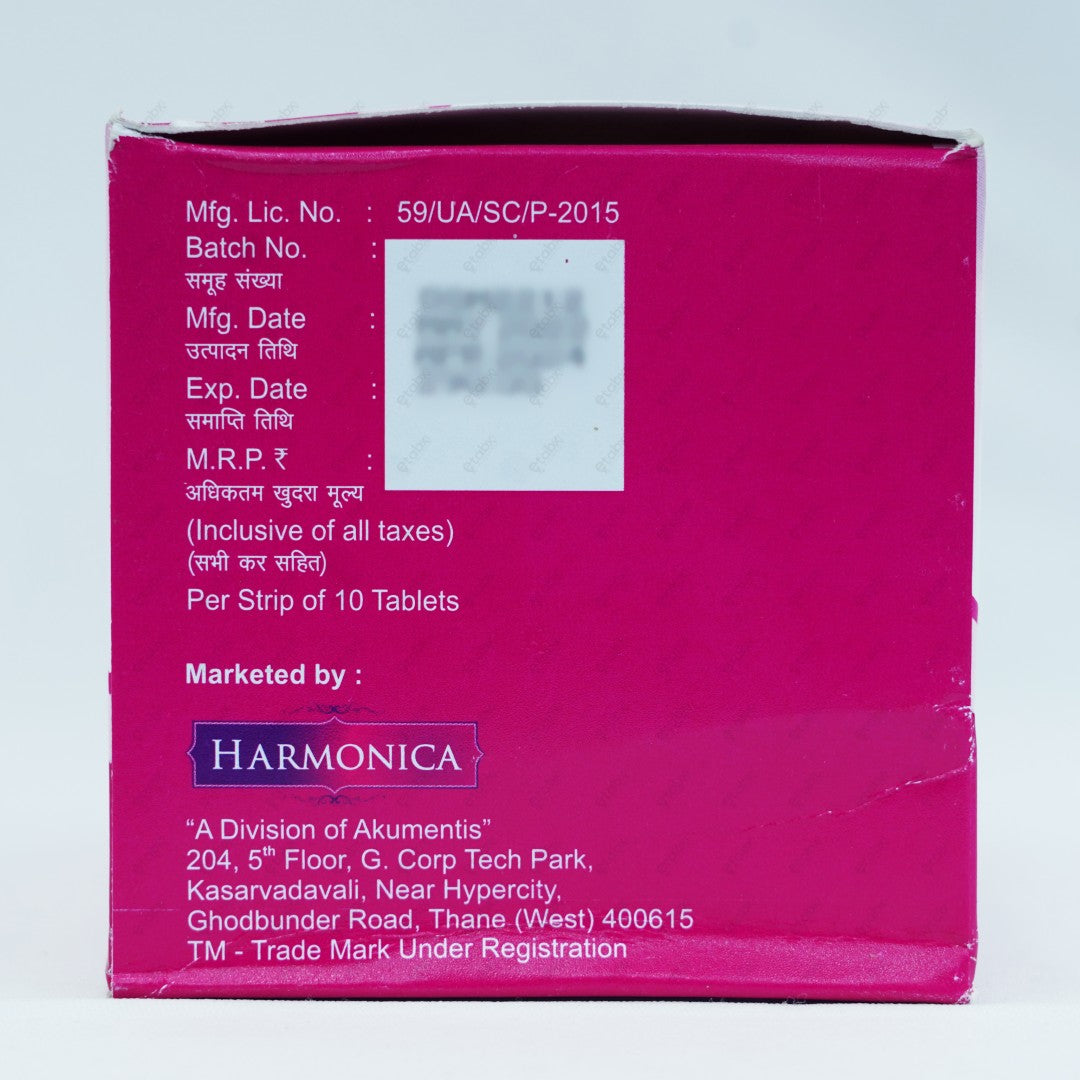 Mfg. Lic. No. : 59/UA/SC/P-2015
Batch No. :
समूह संख्या
Mfg. Date :
उत्पादन तिथि
Exp. Date :
समाप्ति तिथि
M.R.P. ₹ :
अधिकतम खुदरा मूल्य
(Inclusive of all taxes)
(सभी कर सहित)
Per Strip of 10 Tablets
Marketed by :
HARMONICA
“A Division of Akumentis”
204, 5th Floor, G. Corp Tech Park,
Kasarvadavali, Near Hypercity,
Ghodbunder Road, Thane (West) 400615
TM - Trade Mark Under Registration